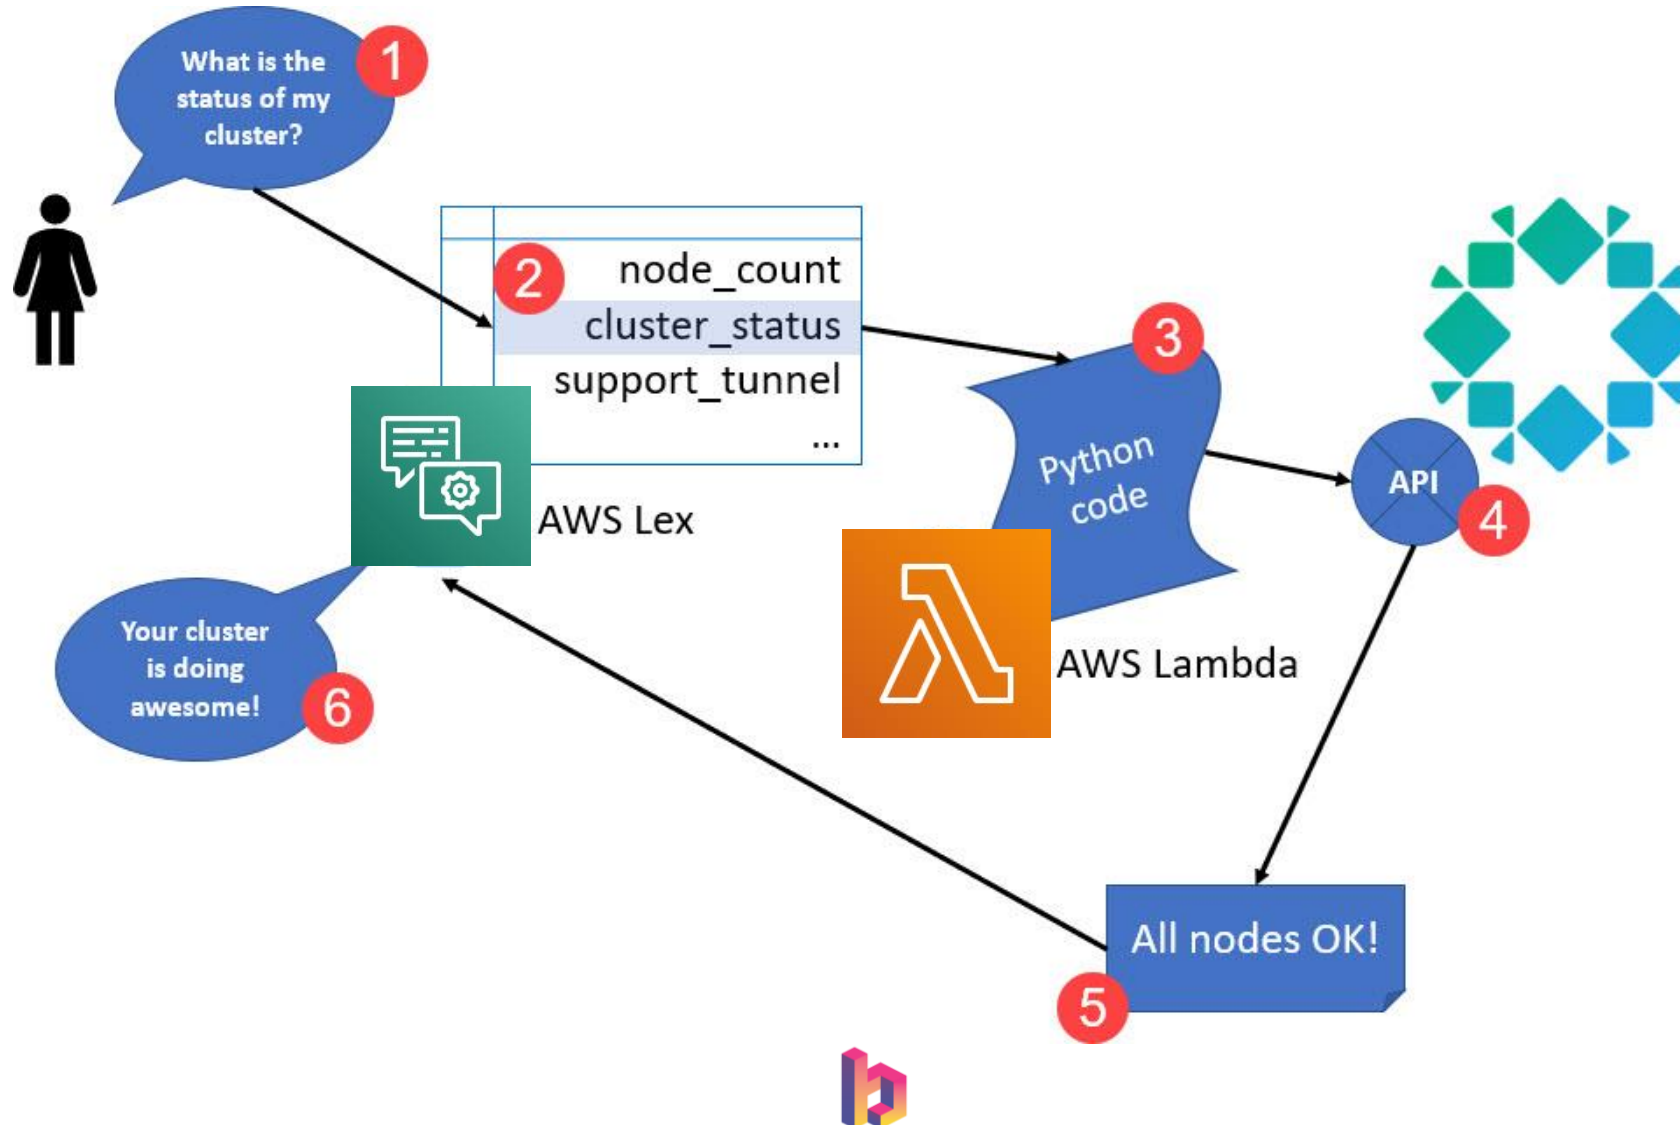 What is the
status of my
cluster?
1
2
node_count
cluster_status
support_tunnel
...
AWS Lex
3
Python
code
AWS Lambda
API
4
All nodes OK!
5
Your cluster
is doing
awesome!
6